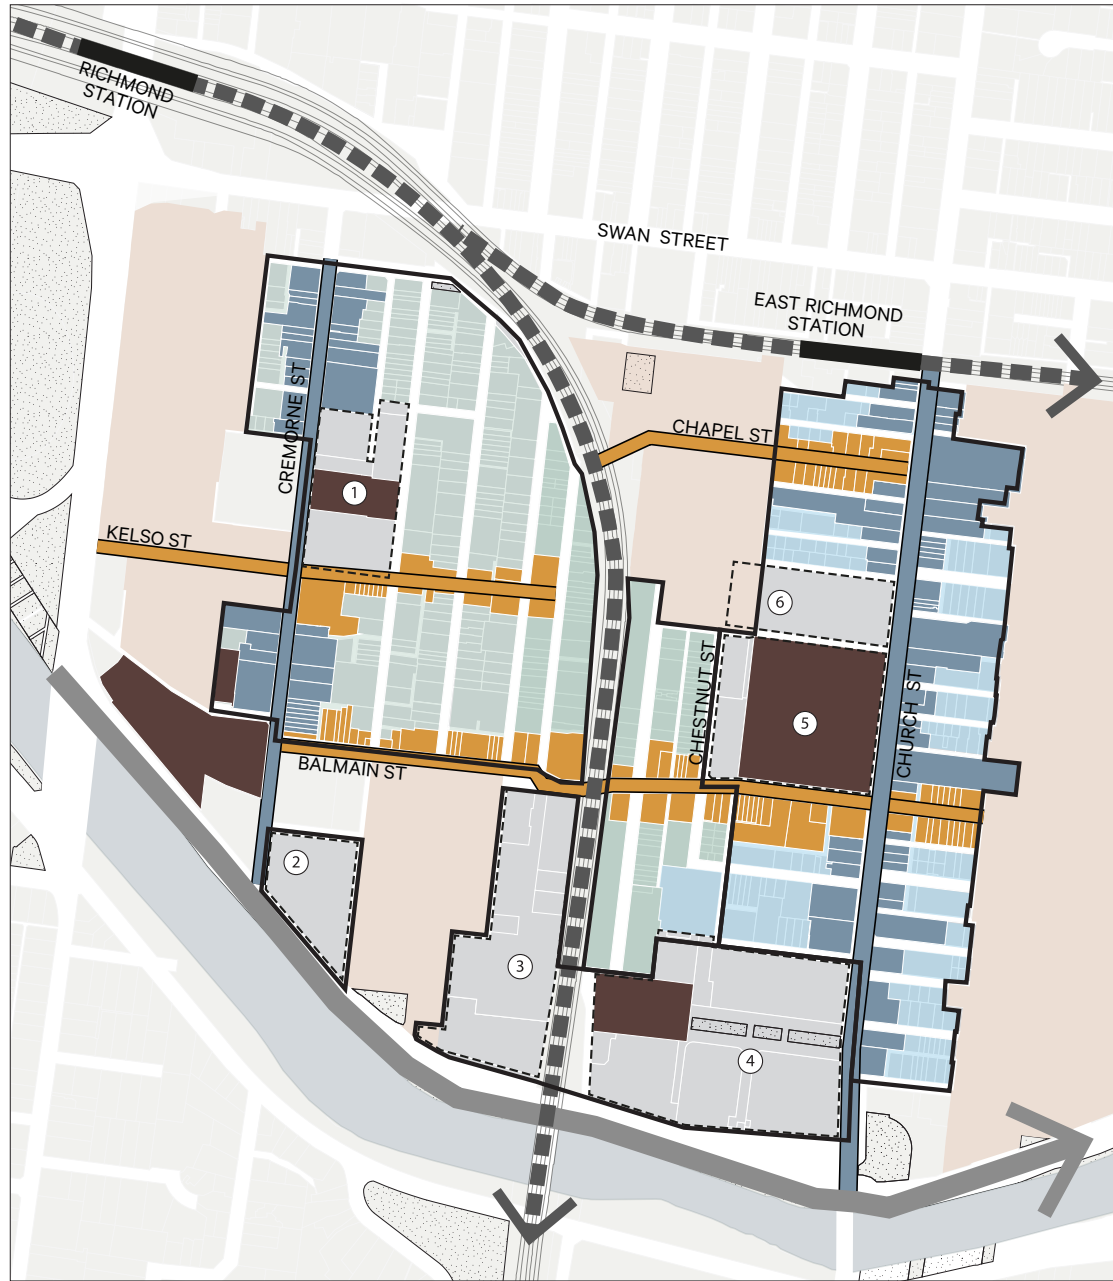 RICHMOND
STATION
SWAN STREET
EAST RICHMOND
STATION
CREMORNE ST
CHAPEL ST
1
KELSO ST
6
CHESTNUT ST
5
CHURCH ST
BALMAIN ST
2
3
4